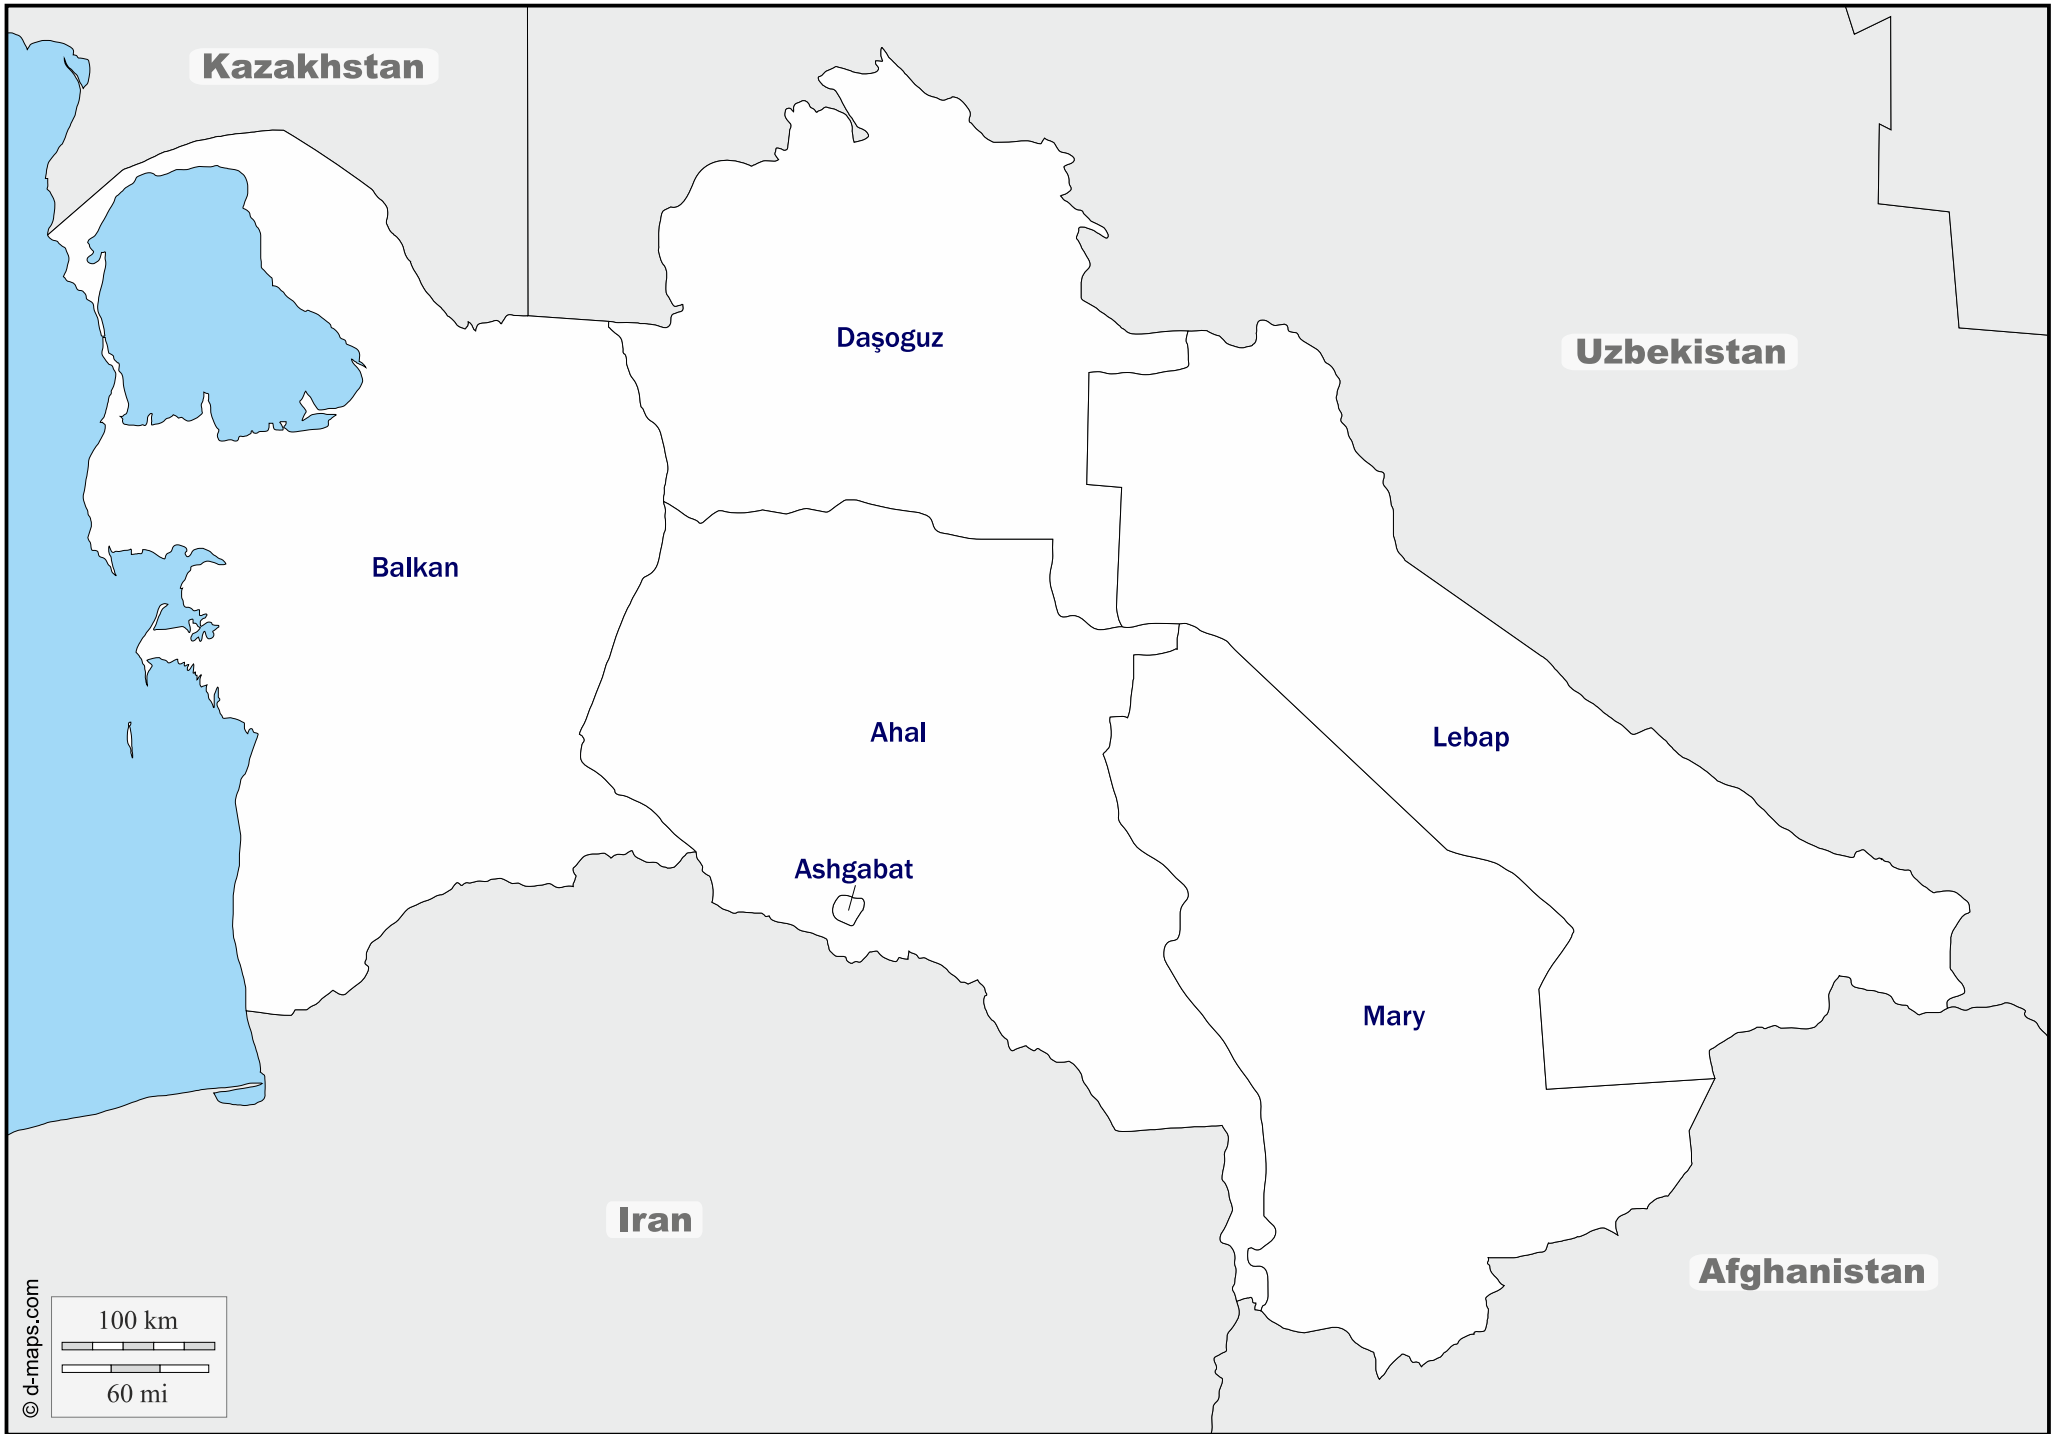 Kazakhstan
Daşoguz
Uzbekistan
Balkan
Ahal
Lebap
Ashgabat
Mary
Iran
Afghanistan
100 km
60 mi
© d-maps.com